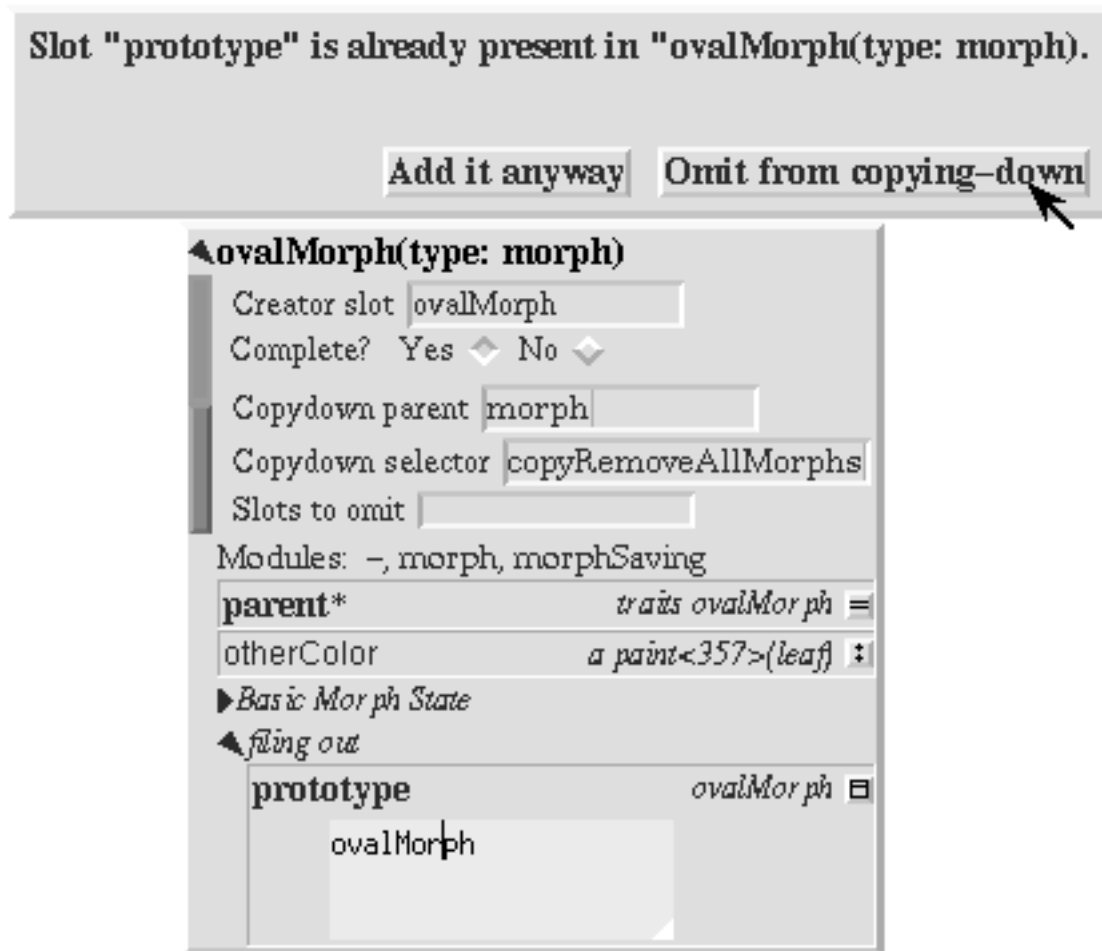 Slot "prototype" is already present in "ovalMorph(type: morph).
Add it anyway Omit from copying-down
ovalMorph(type: morph)
Creator slot ovalMorph
Complete? Yes No
Copydown parent morph
Copydown selector copyRemoveAllMorphs
Slots to omit
Modules: -, morph, morphSaving
parent* traits ovalMorph =
otherColor a paint<357>(leaf)
Basic Morph State
filing out
prototype ovalMorph
ovalMorph